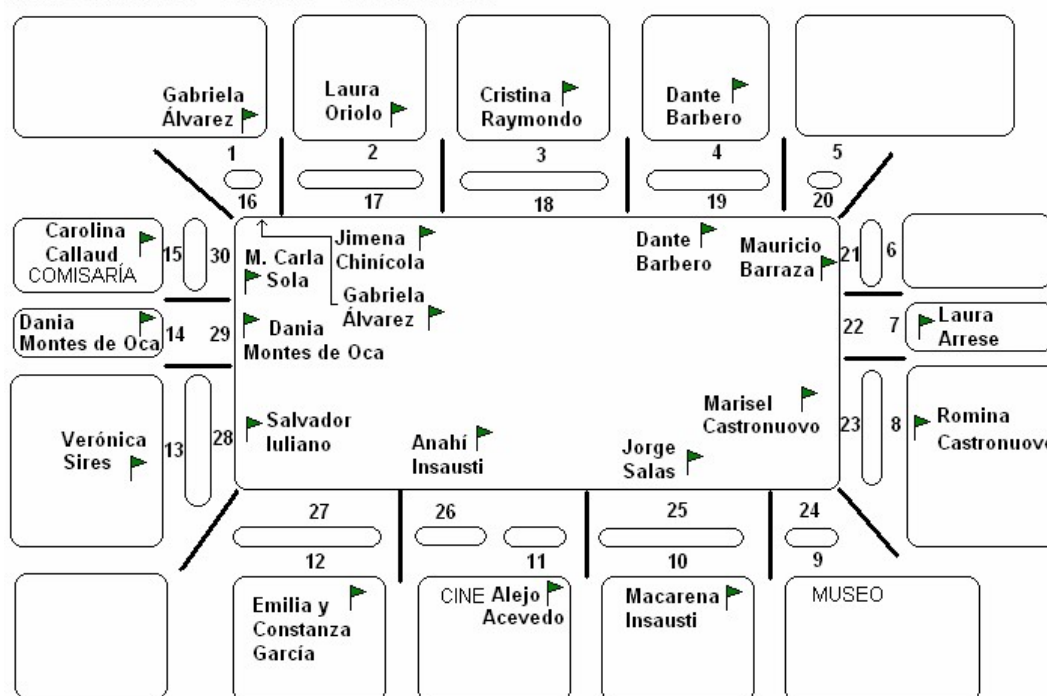 Gabriela
Álvarez
Laura
Oriolo
Cristina
Raymondo
Dante
Barbero
1
2
3
4
5
16
17
18
19
20
Carolina
Callaud
COMISARÍA
15
30
M. Carla
Sola
Jimena
Chinícola
Gabriela
Álvarez
Dante
Barbero
Mauricio
Barraza
21
6
Dania
Montes de Oca
14
29
Dania
Montes de Oca
22
7
Laura
Arrese
Verónica
Sires
13
28
Salvador
Iuliano
Anahí
Insausti
Jorge
Salas
Marisel
Castronuovo
23
8
Romina
Castronuovo
27
26
25
24
12
11
10
9
Emilia y
Constanza
García
CINE Alejo
Acevedo
Macarena
Insausti
MUSEO